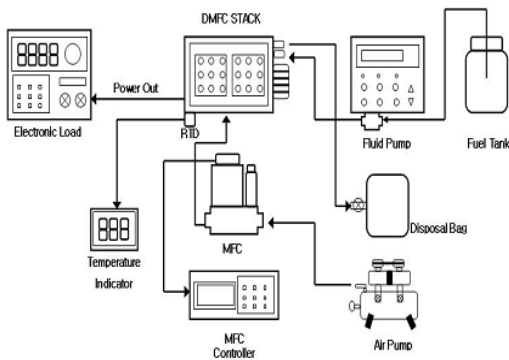 DMFC STACK
Power Out
Electronic Load
RTD
Fluid Pump
Fuel Tank
Disposal Bag
MFC
Temperature
Indicator
MFC
Controller
Air Pump